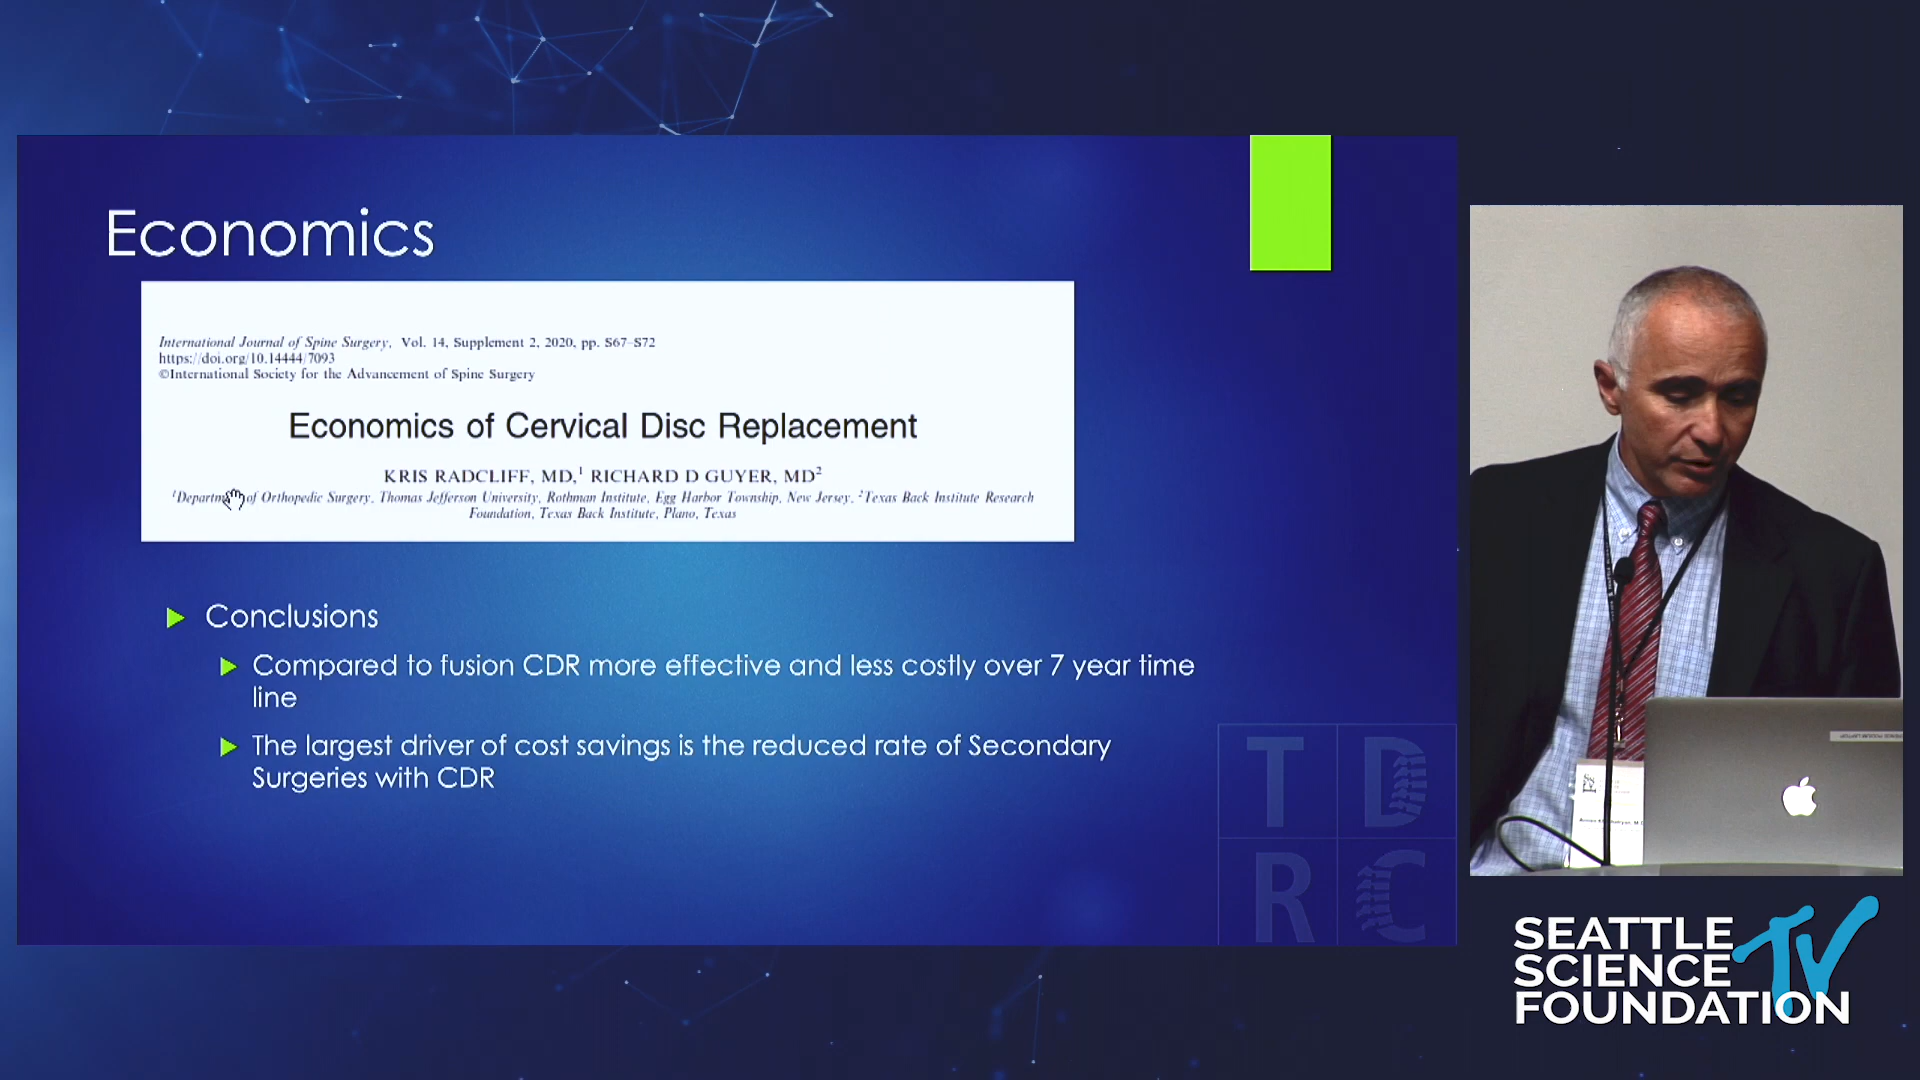 Economics
International Journal of Spine Surgery, Vol. 14, Supplement 2, 2020, pp. S67–S72
https://doi.org/10.14444/7093
©International Society for the Advancement of Spine Surgery
Economics of Cervical Disc Replacement
KRIS RADCLIFF, MD,1 RICHARD D GUYER, MD2
1Department of Orthopedic Surgery, Thomas Jefferson University, Rothman Institute, Egg Harbor Township, New Jersey, 2Texas Back Institute Research
Foundation, Texas Back Institute, Plano, Texas
Conclusions
Compared to fusion CDR more effective and less costly over 7 year time
line
The largest driver of cost savings is the reduced rate of Secondary
Surgeries with CDR
T D
R C
SEATTLE
SCIENCE TV
FOUNDATION